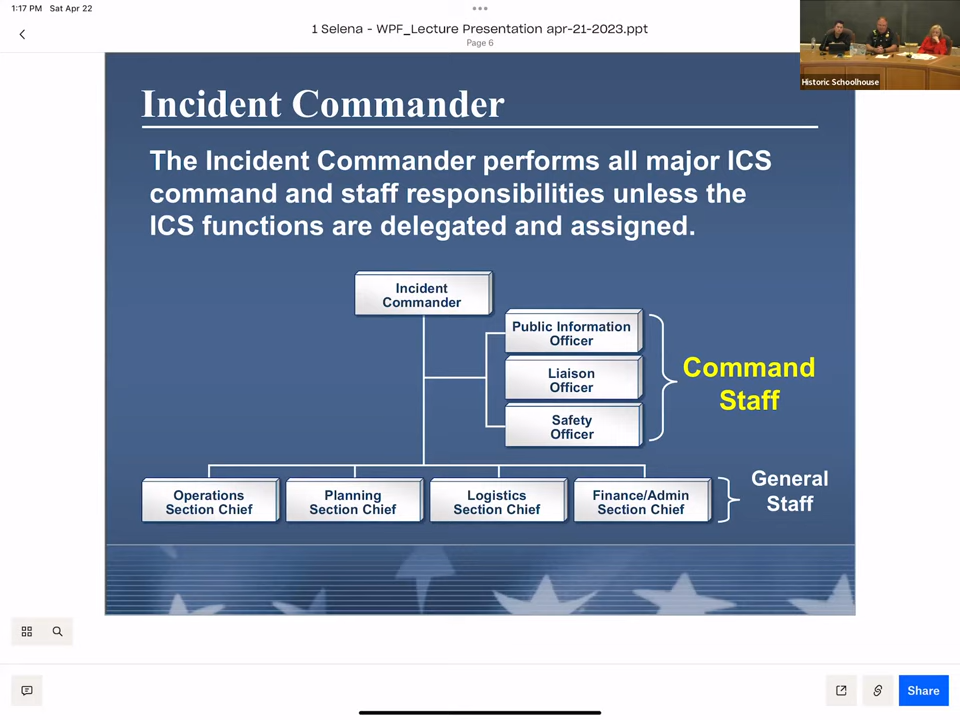 1:17 PM Sat Apr 22
1 Selena - WPF_Lecture Presentation apr-21-2023.ppt
Page 6
Historic Schoolhouse
Incident Commander
The Incident Commander performs all major ICS
command and staff responsibilities unless the
ICS functions are delegated and assigned.
Incident
Commander
Public Information
Officer
Liaison
Officer
Safety
Officer
Command
Staff
Operations
Section Chief
Planning
Section Chief
Logistics
Section Chief
Finance/Admin
Section Chief
General
Staff
Share